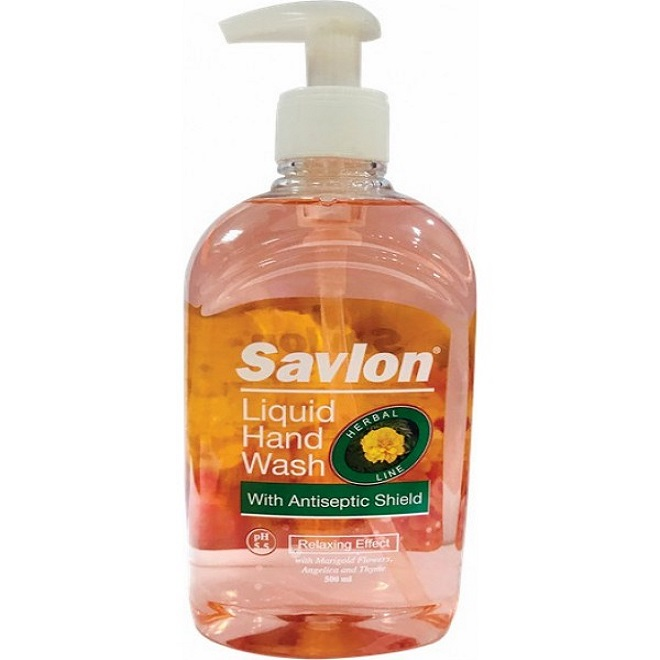 Savlon®
Liquid
Hand
Wash
HERBAL
LINE
With Antiseptic Shield
pH
5.5
Relaxing Effect
with Marigold Flowers,
Angelica and Thyme
500 ml